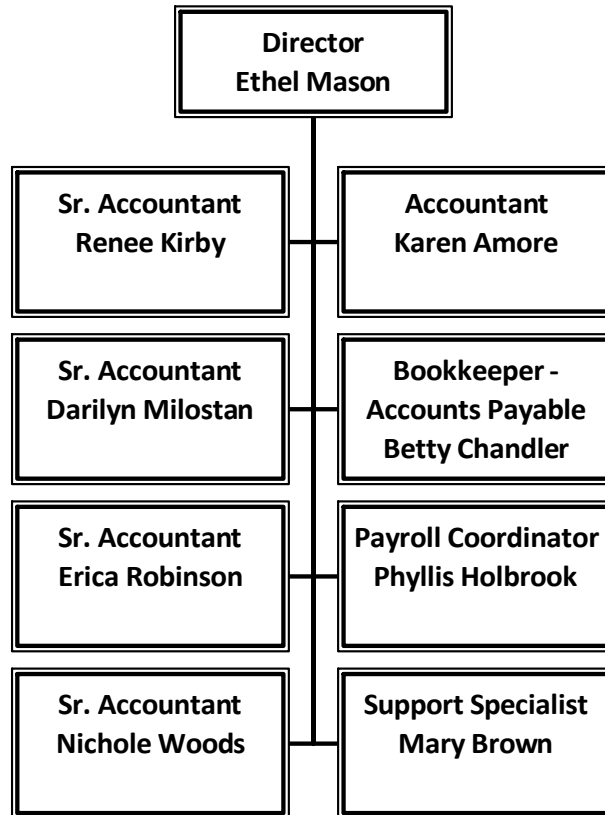 Director
Ethel Mason
Sr. Accountant
Renee Kirby
Accountant
Karen Amore
Sr. Accountant
Darilyn Milostan
Bookkeeper -
Accounts Payable
Betty Chandler
Sr. Accountant
Erica Robinson
Payroll Coordinator
Phyllis Holbrook
Sr. Accountant
Nichole Woods
Support Specialist
Mary Brown